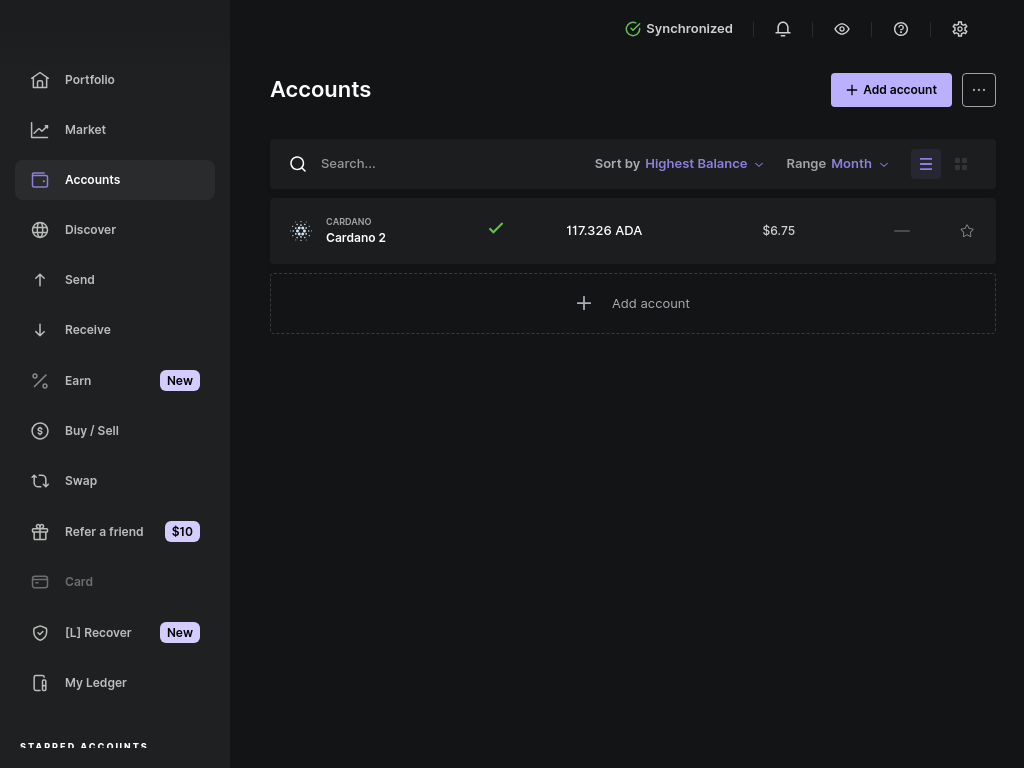 Synchronized
Portfolio
Market
Accounts
Discover
Send
Receive
Earn New
Buy / Sell
Swap
Refer a friend $10
Card
[L] Recover New
My Ledger
STARRED ACCOUNTS
Accounts
Add account
Search...
Sort by Highest Balance
Range Month
CARDANO
Cardano 2
117.326 ADA
$6.75
Add account